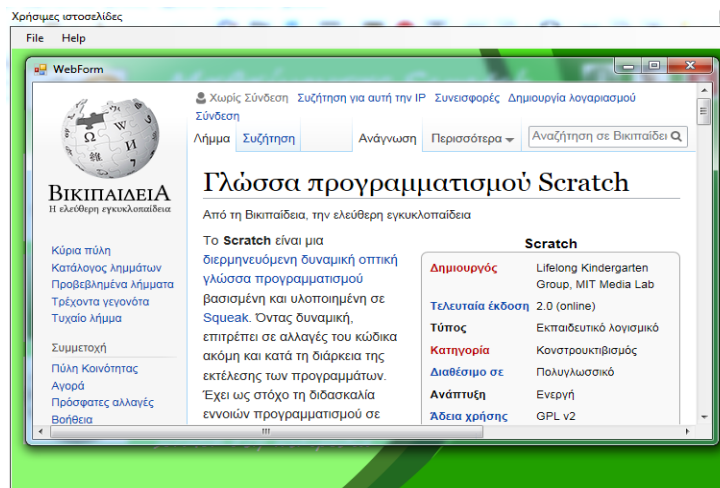 Χρήσιμες ιστοσελίδες
File Help
WebForm
Χωρίς Σύνδεση Συζήτηση για αυτή την IP Συνεισφορές Δημιουργία λογαριασμού
Σύνδεση
Λήμμα Συζήτηση Ανάγνωση Περισσότερα Αναζήτηση σε Βικιπαίδει
Ω W И
ΒΙΚΙΠΑΙΔΕΙΑ
Η ελεύθερη εγκυκλοπαίδεια
Κύρια πύλη
Κατάλογος λημμάτων
Προβεβλημένα λήμματα
Τρέχοντα γεγονότα
Τυχαίο λήμμα
Συμμετοχή
Πύλη Κοινότητας
Αγορά
Πρόσφατες αλλαγές
Βοήθεια
Γλώσσα προγραμματισμού Scratch
Από τη Βικιπαίδεια, την ελεύθερη εγκυκλοπαίδεια
Το Scratch είναι μια
διερμηνευόμενη δυναμική οπτική
γλώσσα προγραμματισμού
βασισμένη και υλοποιημένη σε
Squeak. Όντας δυναμική,
επιτρέπει σε αλλαγές του κώδικα
ακόμη και κατά τη διάρκεια της
εκτέλεσης των προγραμμάτων.
Έχει ως στόχο τη διδασκαλία
εννοιών προγραμματισμού σε
Scratch
Δημιουργός Lifelong Kindergarten
Group, MIT Media Lab
Τελευταία έκδοση 2.0 (online)
Τύπος Εκπαιδευτικό λογισμικό
Κατηγορία Κονστρουκτιβισμός
Διαθέσιμο σε Πολυγλωσσικό
Ανάπτυξη Ενεργή
Άδεια χρήσης GPL v2